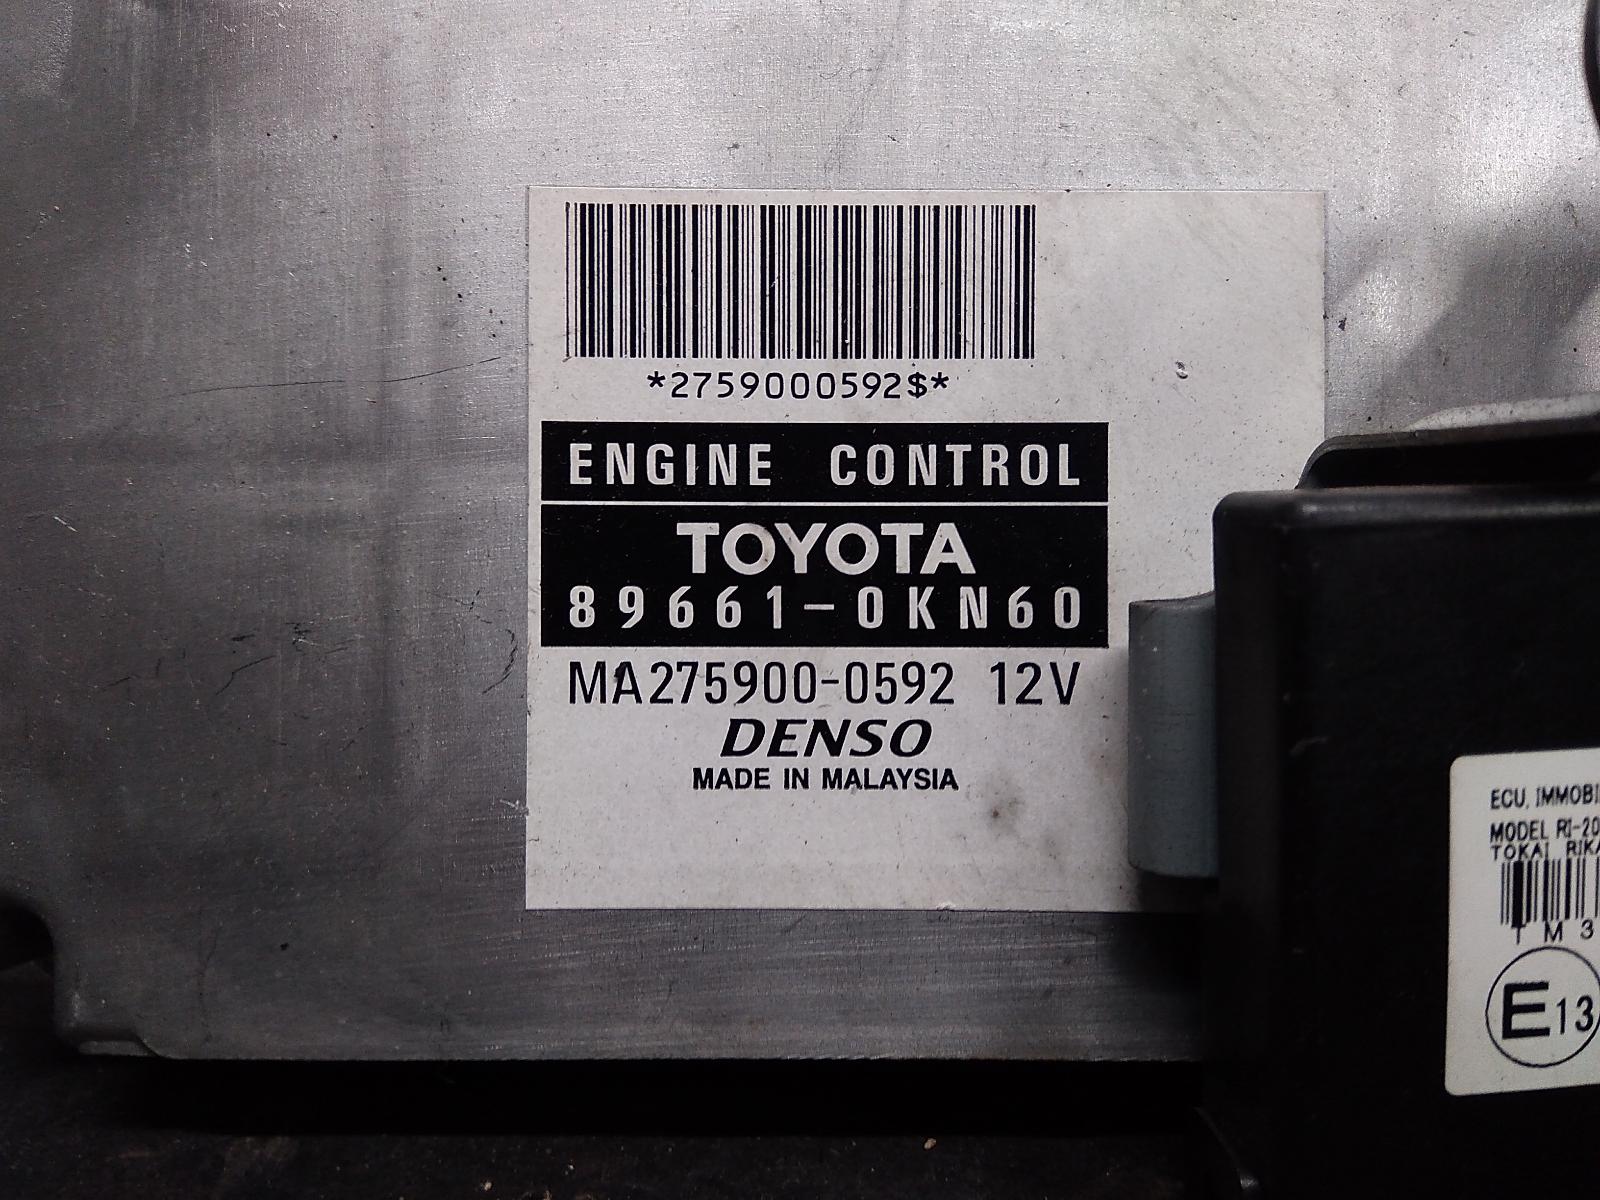 *2759000592$*
ENGINE CONTROL
TOYOTA
89661-0KN60
MA275900-0592 12V
DENSO
MADE IN MALAYSIA
ECU, IMMOBI
MODEL RI-20
TOKAI RIKA
TM3
E13